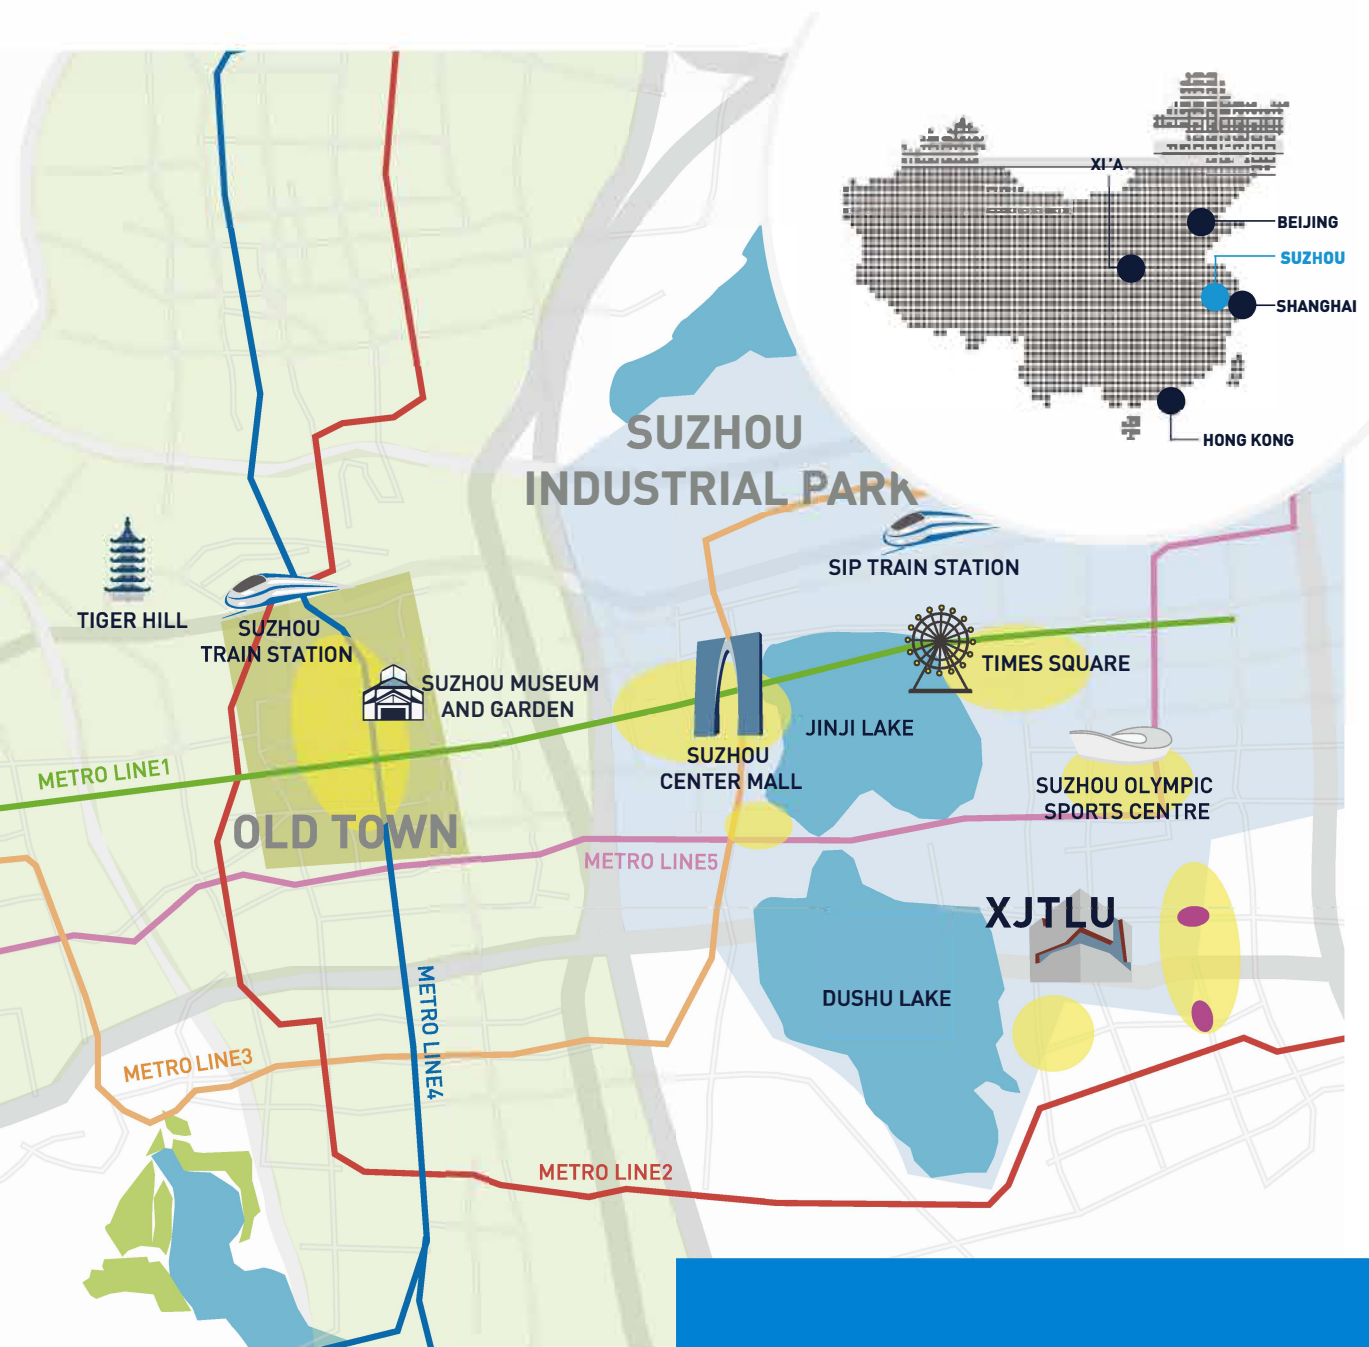 XI'A
BEIJING
SUZHOU
SHANGHAI
HONG KONG
SUZHOU
INDUSTRIAL PARK
SIP TRAIN STATION
TIGER HILL
SUZHOU
TRAIN STATION
SUZHOU MUSEUM
AND GARDEN
TIMES SQUARE
JINJI LAKE
SUZHOU
CENTER MALL
METRO LINE1
SUZHOU OLYMPIC
SPORTS CENTRE
OLD TOWN
METRO LINE5
XJTLU
DUSHU LAKE
METRO LINE4
METRO LINE3
METRO LINE2